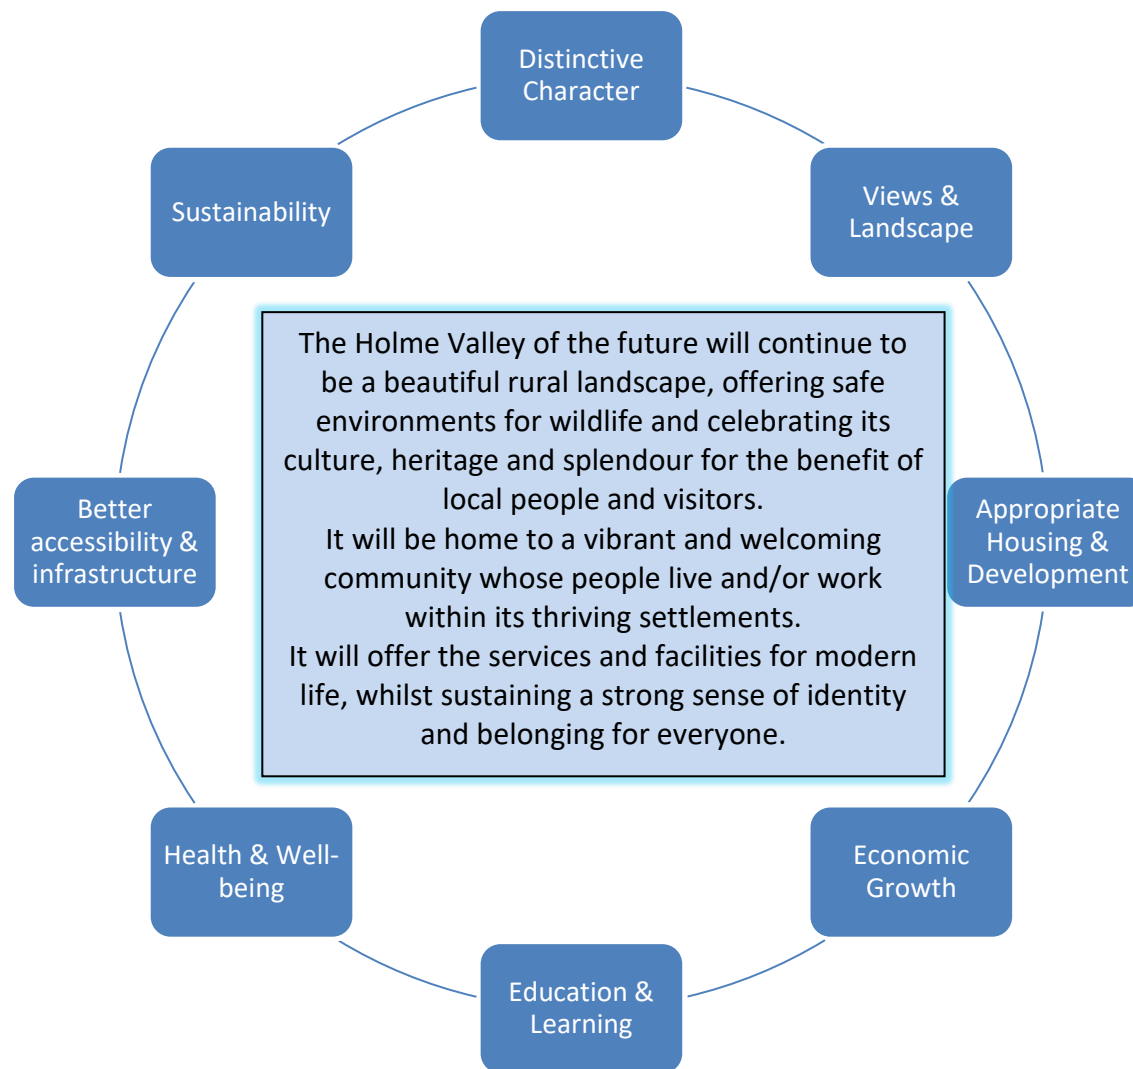 Distinctive
Character
Views &
Landscape
Appropriate
Housing &
Development
Economic
Growth
Education &
Learning
Health & Well-
being
Better
accessibility &
infrastructure
Sustainability
The Holme Valley of the future will continue to
be a beautiful rural landscape, offering safe
environments for wildlife and celebrating its
culture, heritage and splendour for the benefit of
local people and visitors.
It will be home to a vibrant and welcoming
community whose people live and/or work
within its thriving settlements.
It will offer the services and facilities for modern
life, whilst sustaining a strong sense of identity
and belonging for everyone.